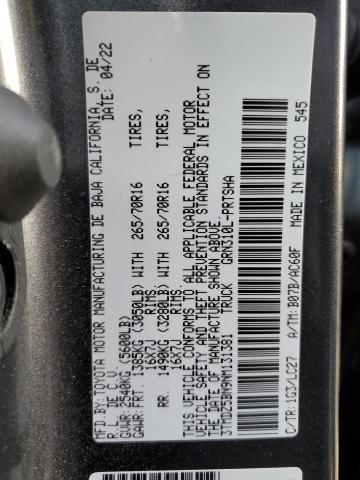 MFD.BY:TOYOTA MOTOR MANUFACTURING DE BAJA CALIFORNIA, S. DE
R.L. DE C.V. DATE: 04/22
GVWR: 2540KG (5600LB)
GAWR:FRT. 1385KG (3050LB) WITH 265/70R16 TIRES,
16X7J RIMS
RR. 1490KG (3280LB) WITH 265/70R16 TIRES,
16X7J RIMS.
THIS VEHICLE CONFORMS TO ALL APPLICABLE FEDERAL MOTOR
VEHICLE SAFETY AND THEFT PREVENTION STANDARDS IN EFFECT ON
THE DATE OF MANUFACTURE SHOWN ABOVE.
3TMDZ5BN9NM131381 TRUCK GRN310L-PRTSHA
C/TR:1G3/LC27 A/TM:B07B/AC60F MADE IN MEXICO 545